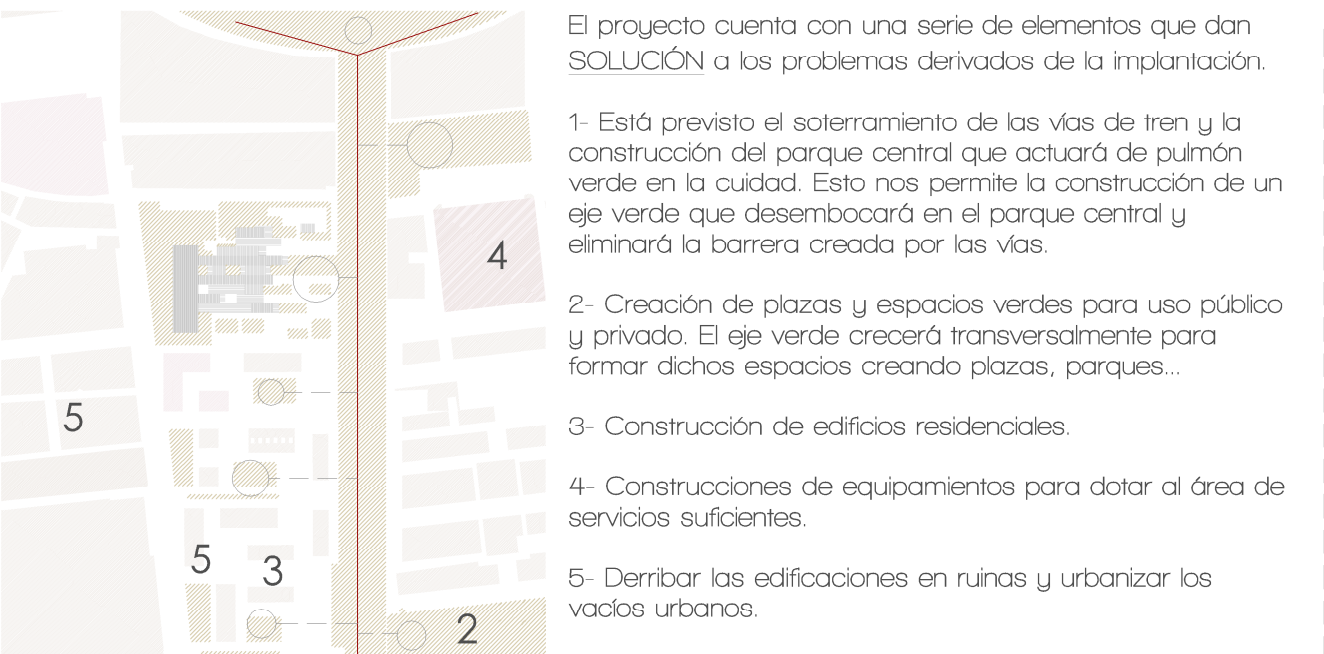 El proyecto cuenta con una serie de elementos que dan
SOLUCIÓN a los problemas derivados de la implantación.
1- Está previsto el soterramiento de las vías de tren y la
construcción del parque central que actuará de pulmón
verde en la cuidad. Esto nos permite la construcción de un
eje verde que desembocará en el parque central y
eliminará la barrera creada por las vías.
2- Creación de plazas y espacios verdes para uso público
y privado. El eje verde crecerá transversalmente para
formar dichos espacios creando plazas, parques...
3- Construcción de edificios residenciales.
4- Construcciones de equipamientos para dotar al área de
servicios suficientes.
5- Derribar las edificaciones en ruinas y urbanizar los
vacíos urbanos.
4
5
5
3
2